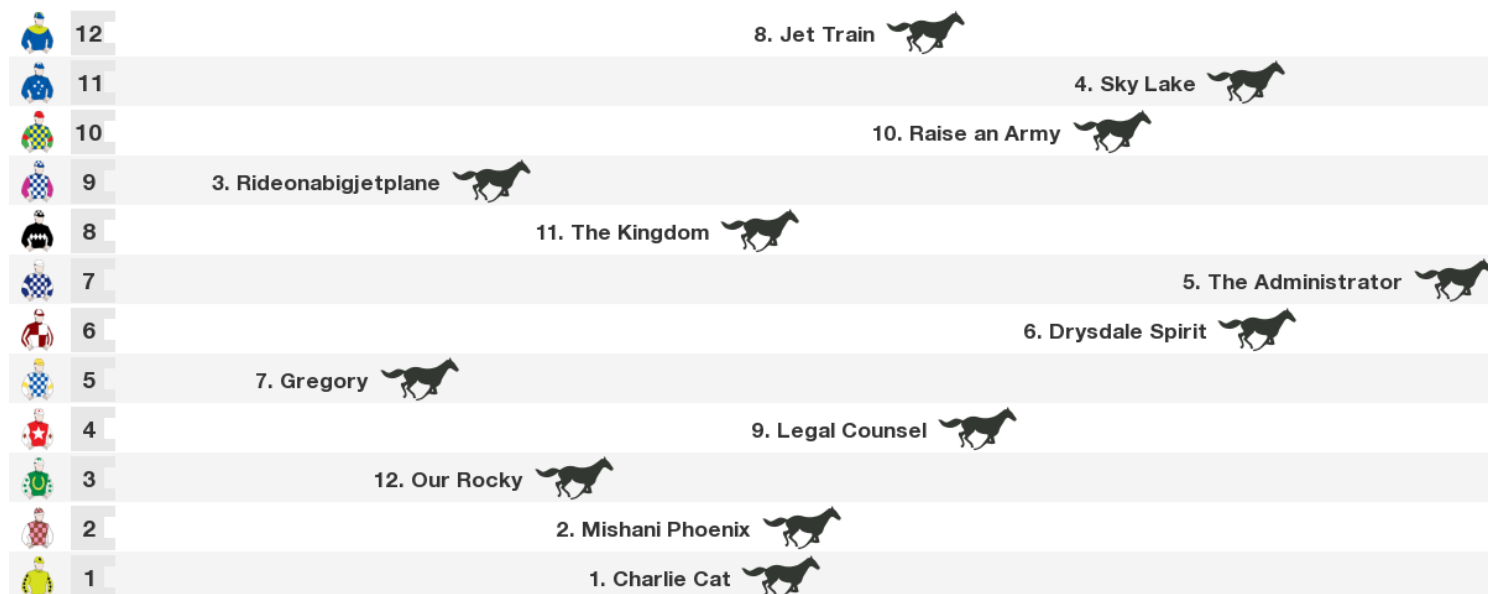 12 8. Jet Train
11 4. Sky Lake
10 10. Raise an Army
9 3. Rideonabigjetplane
8 11. The Kingdom
7 5. The Administrator
6 6. Drysdale Spirit
5 7. Gregory
4 9. Legal Counsel
3 12. Our Rocky
2 2. Mishani Phoenix
1 1. Charlie Cat